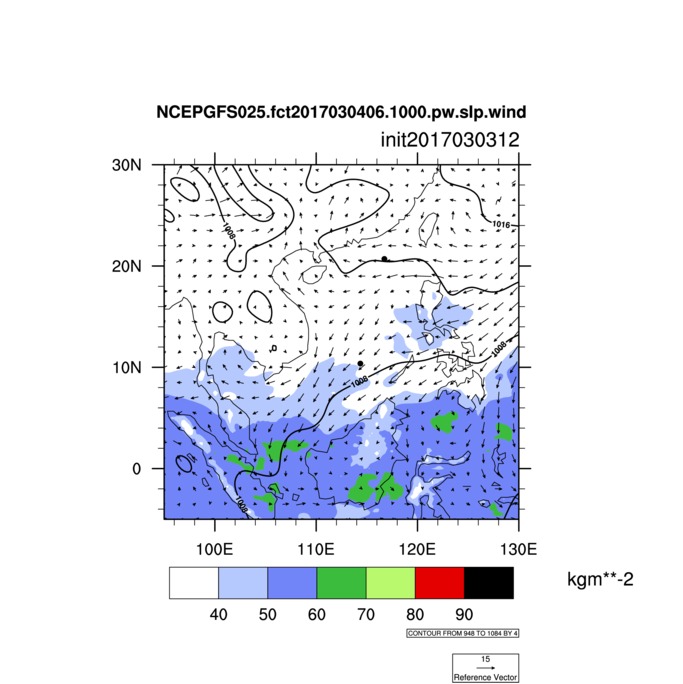 NCEPGFS025.fct2017030406.1000.pw.slp.wind
init2017030312
30N
1016
1008
20N
1008
10N
1008
0
1008
100E 110E 120E 130E
kgm**-2
40 50 60 70 80 90
CONTOUR FROM 948 TO 1084 BY 4
15
Reference Vector